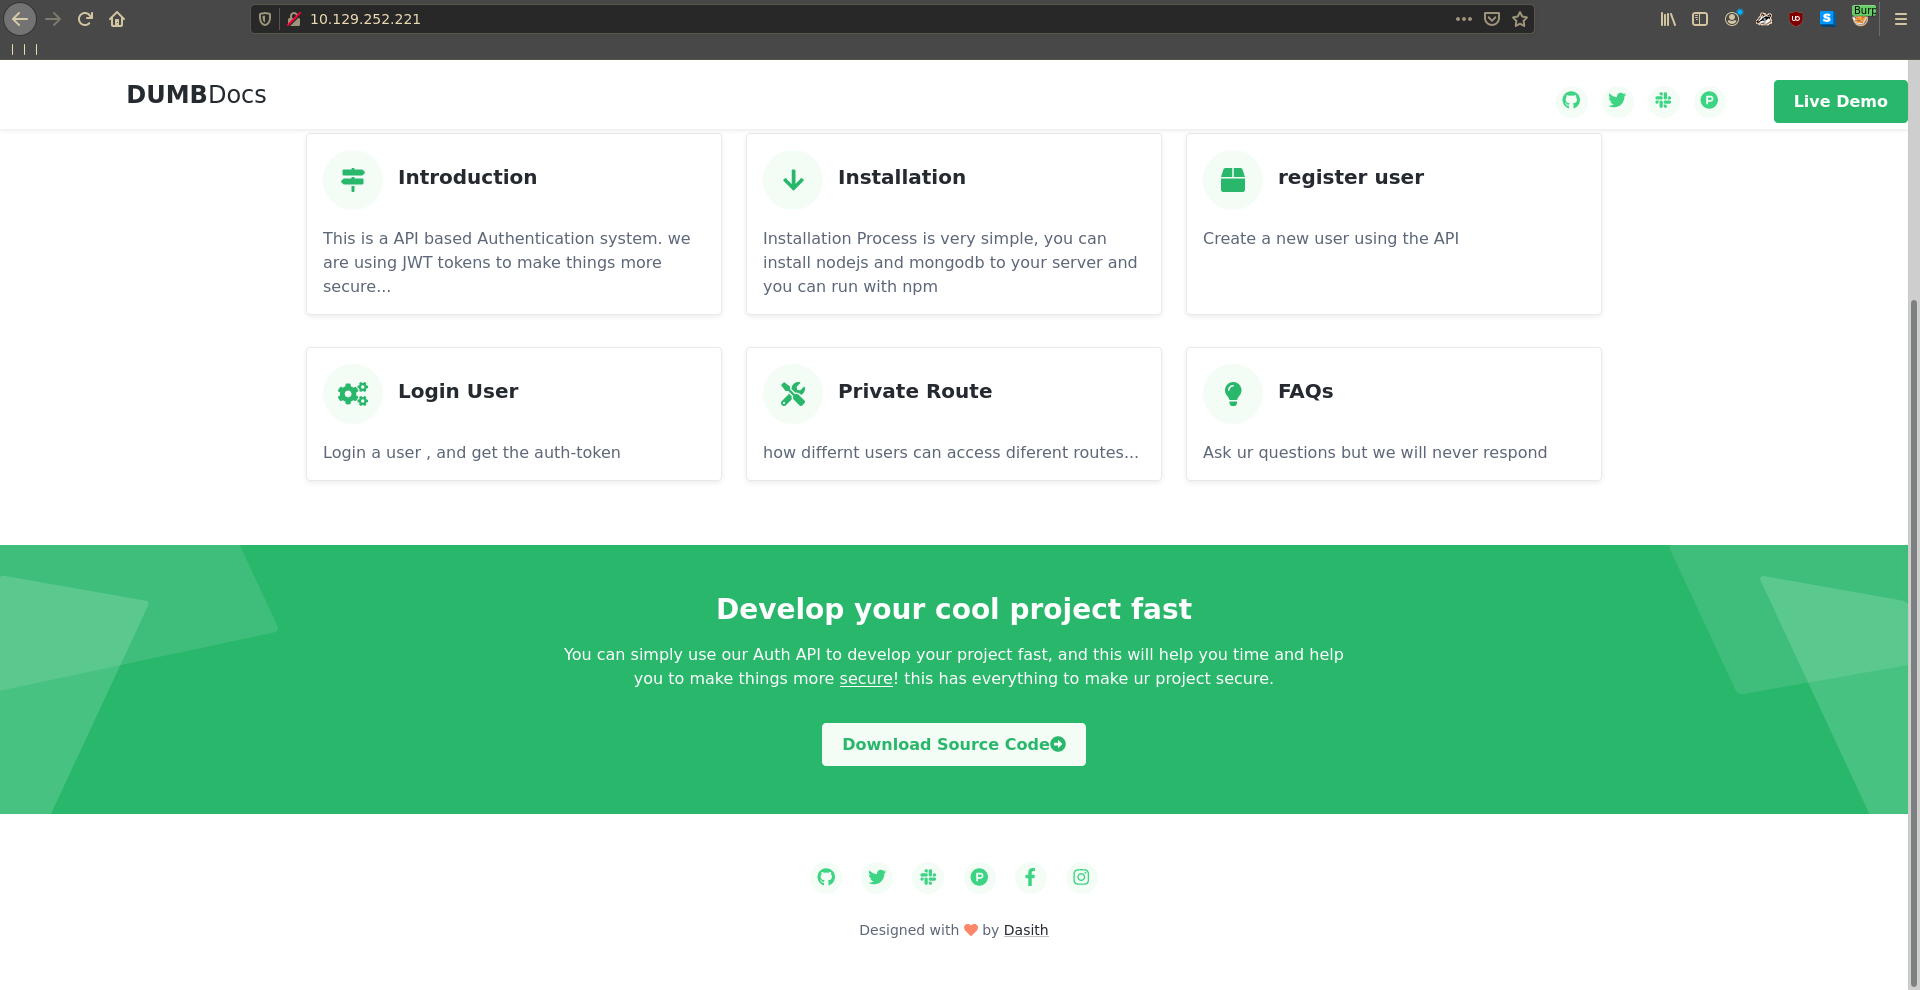 10.129.252.221
Burp
DUMBDocs
Live Demo
Introduction
This is a API based Authentication system. we
are using JWT tokens to make things more
secure...
Installation
Installation Process is very simple, you can
install nodejs and mongodb to your server and
you can run with npm
register user
Create a new user using the API
Login User
Login a user , and get the auth-token
Private Route
how differnt users can access diferent routes...
FAQs
Ask ur questions but we will never respond
Develop your cool project fast
You can simply use our Auth API to develop your project fast, and this will help you time and help
you to make things more secure! this has everything to make ur project secure.
Download Source Code
Designed with by Dasith